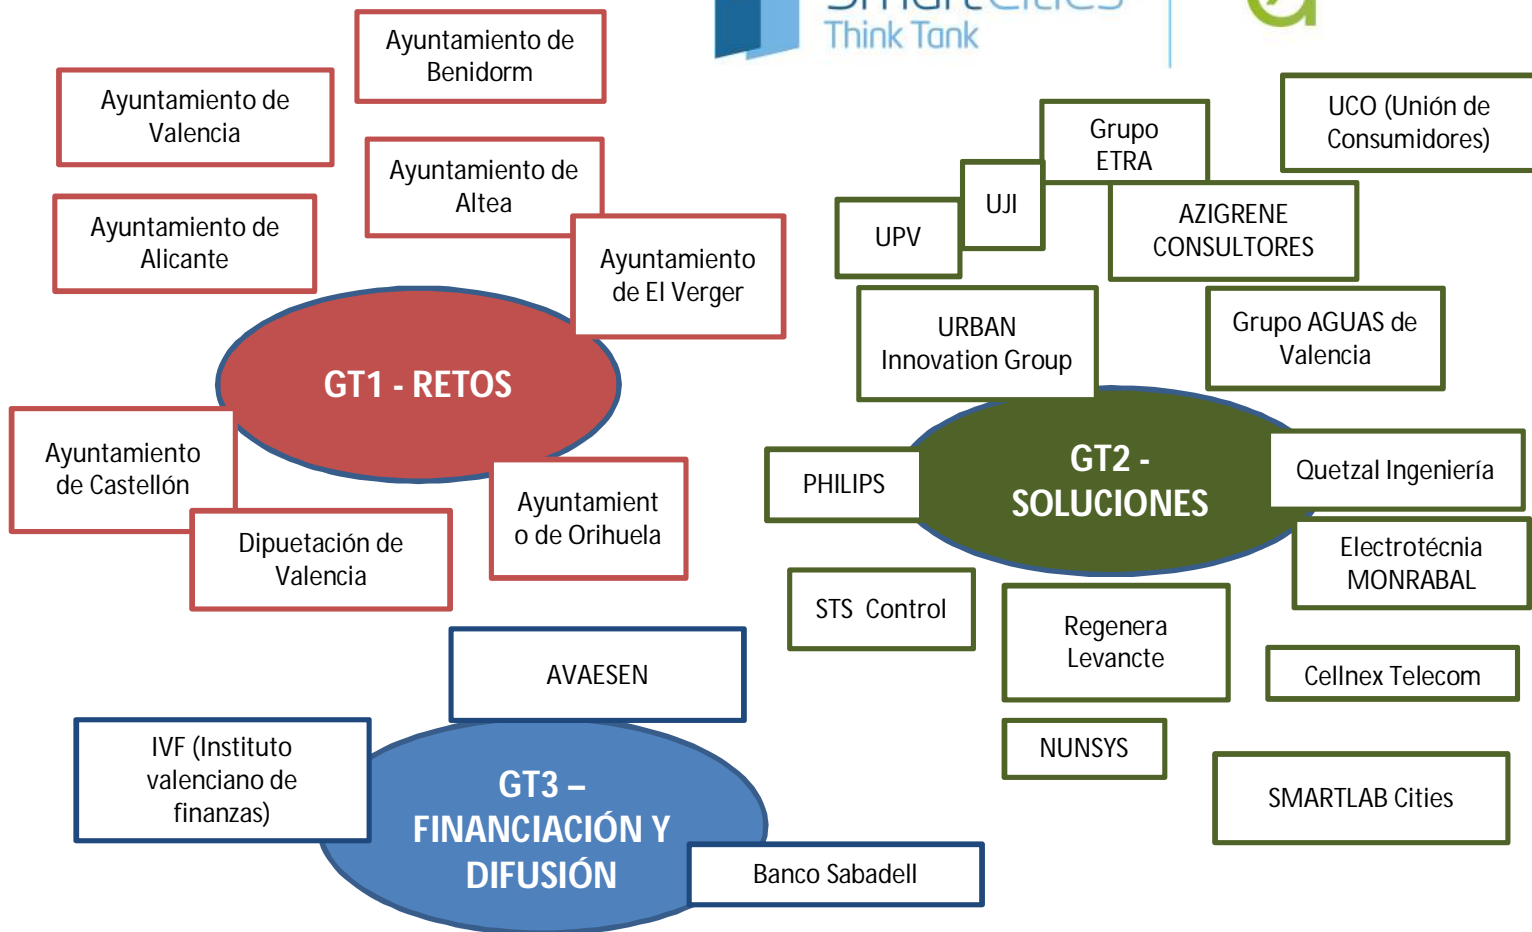 SmartCities
Think Tank
Ayuntamiento de
Benidorm
Ayuntamiento de
Valencia
Ayuntamiento de
Altea
Ayuntamiento de
Alicante
Ayuntamiento
de El Verger
GT1 - RETOS
Ayuntamiento
de Castellón
Ayuntamient
o de Orihuela
Dipuetación de
Valencia
UCO (Unión de
Consumidores)
Grupo
ETRA
UJI
UPV
AZIGRENE
CONSULTORES
URBAN
Innovation Group
Grupo AGUAS de
Valencia
GT2 -
SOLUCIONES
PHILIPS
Quetzal Ingeniería
Electrotécnia
MONRABAL
STS Control
Regenera
Levancte
Cellnex Telecom
NUNSYS
SMARTLAB Cities
AVAESEN
IVF (Instituto
valenciano de
finanzas)
GT3 –
FINANCIACIÓN Y
DIFUSIÓN
Banco Sabadell